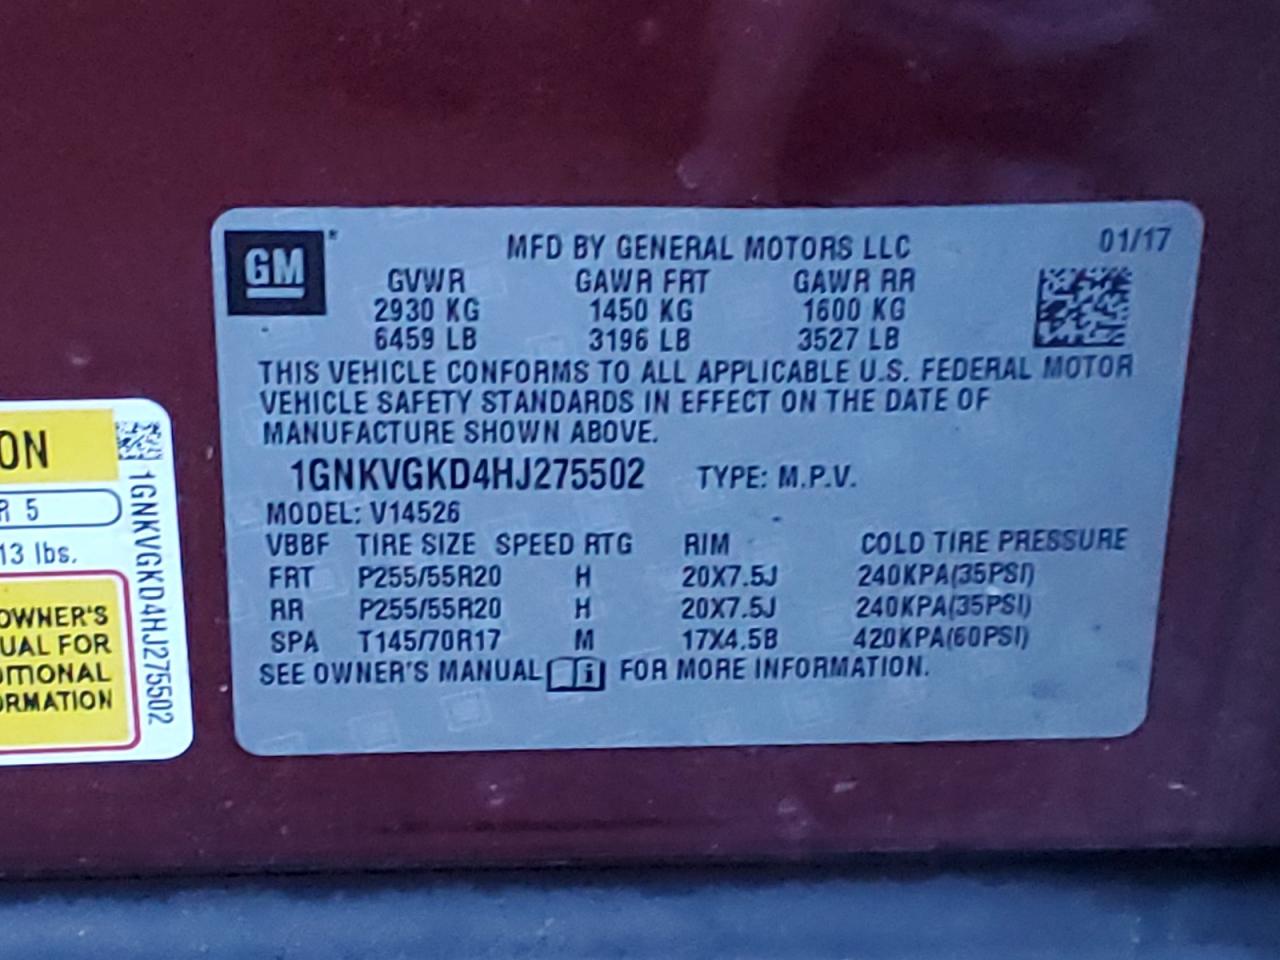 GM
MFD BY GENERAL MOTORS LLC 01/17
GVWR GAWR FRT GAWR RR
2930 KG 1450 KG 1600 KG
6459 LB 3196 LB 3527 LB
THIS VEHICLE CONFORMS TO ALL APPLICABLE U.S. FEDERAL MOTOR
VEHICLE SAFETY STANDARDS IN EFFECT ON THE DATE OF
MANUFACTURE SHOWN ABOVE.
1GNKVGKD4HJ275502 TYPE: M.P.V.
MODEL: V14526
VBBF TIRE SIZE SPEED RTG RIM COLD TIRE PRESSURE
FRT P255/55R20 H 20X7.5J 240KPA(35PSI)
RR P255/55R20 H 20X7.5J 240KPA(35PSI)
SPA T145/70R17 M 17X4.5B 420KPA(60PSI)
SEE OWNER'S MANUAL FOR MORE INFORMATION.
ON
R 5
13 lbs.
OWNER'S
UAL FOR
DITIONAL
ORMATION
1GNKVGKD4HJ275502